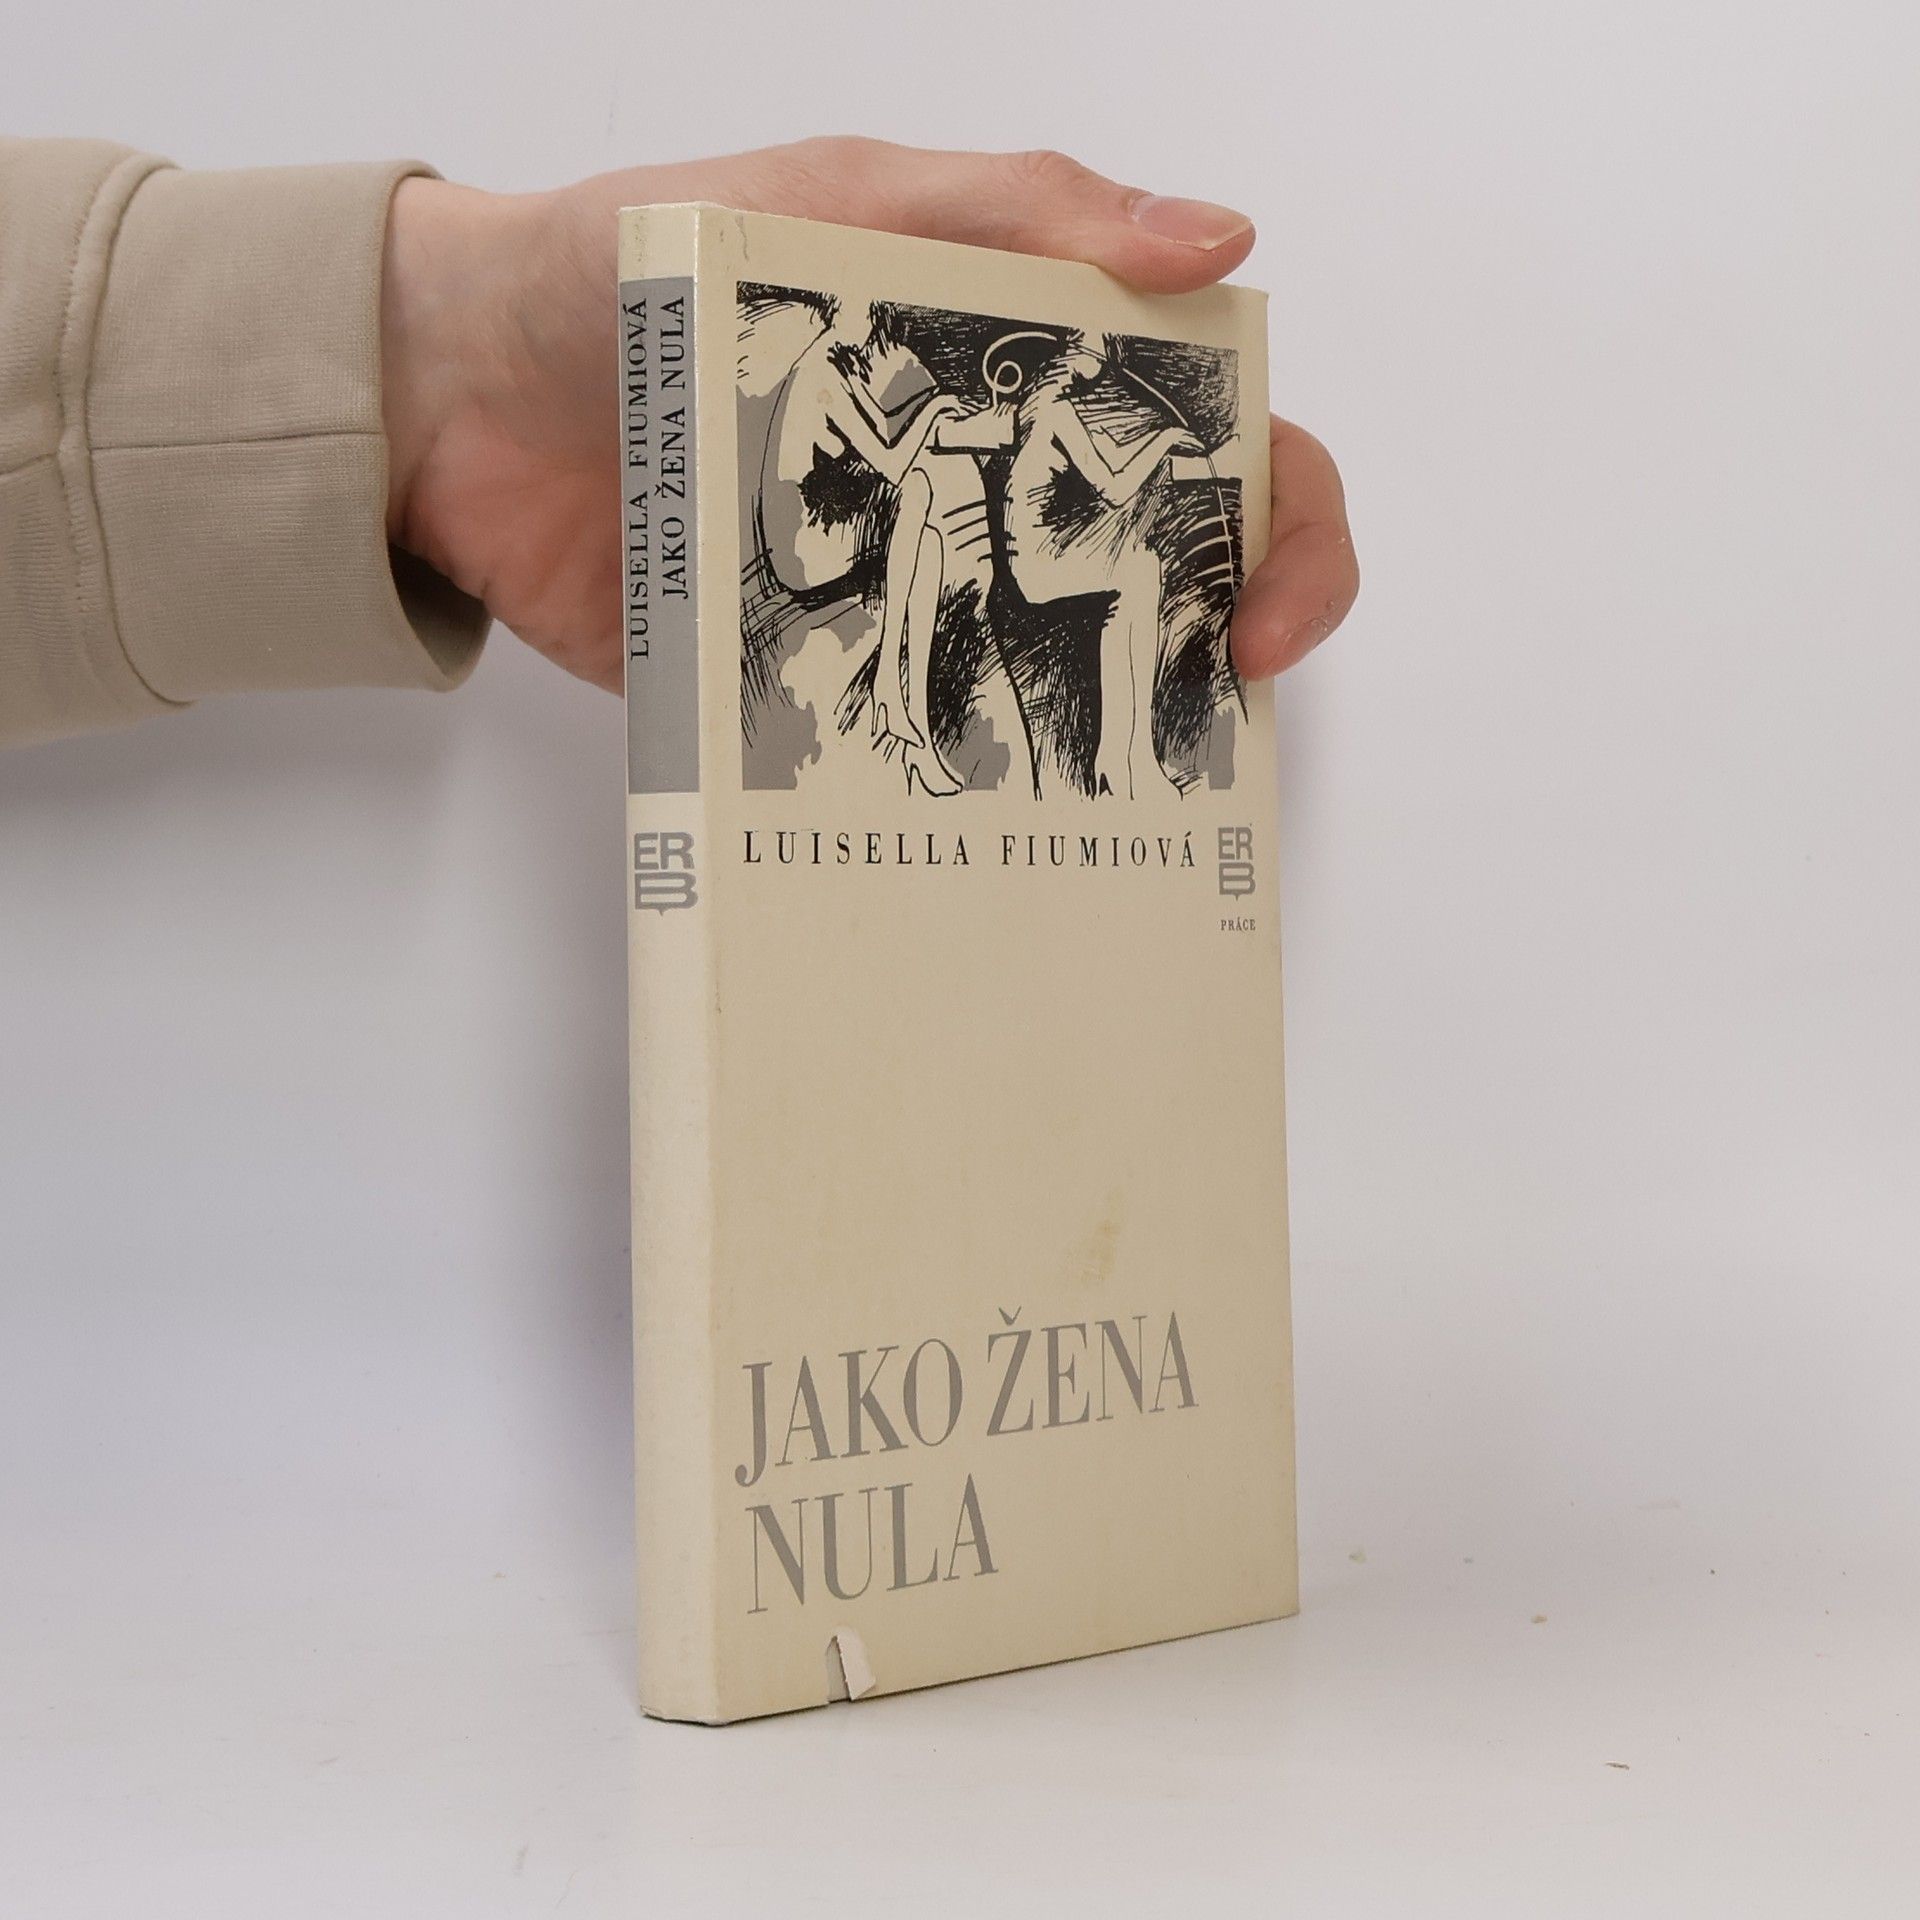 LUISELLA FIUMIOVÁ
JAKO ŽENA NULA
ER
B
LUISELLA FIUMIOVÁ
ER
B
PRÁCE
JAKO ŽENA
NULA